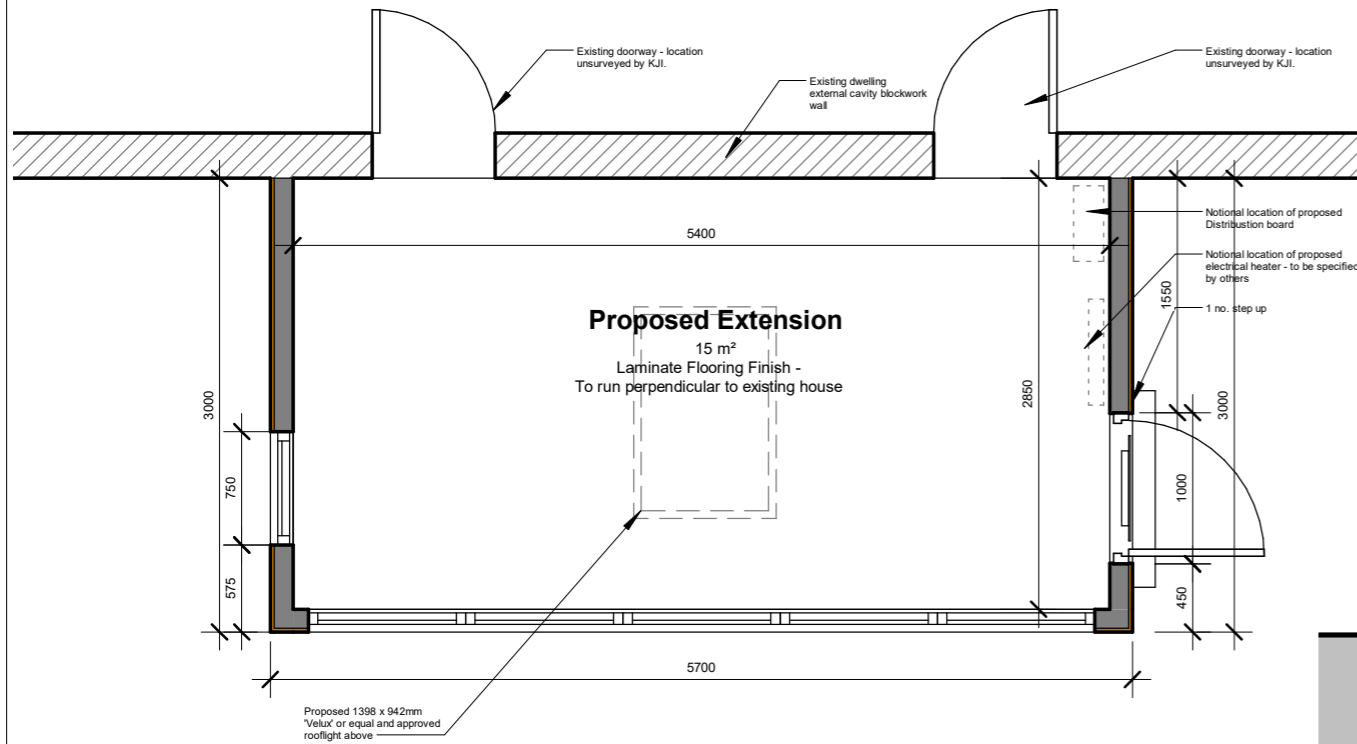 Existing doorway - location
unsurveyed by KJI.
Existing dwelling
external cavity blockwork
wall
Existing doorway - location
unsurveyed by KJI.
Notional location of proposed
Distribustion board
Notional location of proposed
electrical heater - to be specified
by others
1 no. step up
5400
Proposed Extension
15 m²
Laminate Flooring Finish -
To run perpendicular to existing house
3000
750
575
2850
1550
3000
1000
450
5700
Proposed 1398 x 942mm
'Velux' or equal and approved
rooflight above